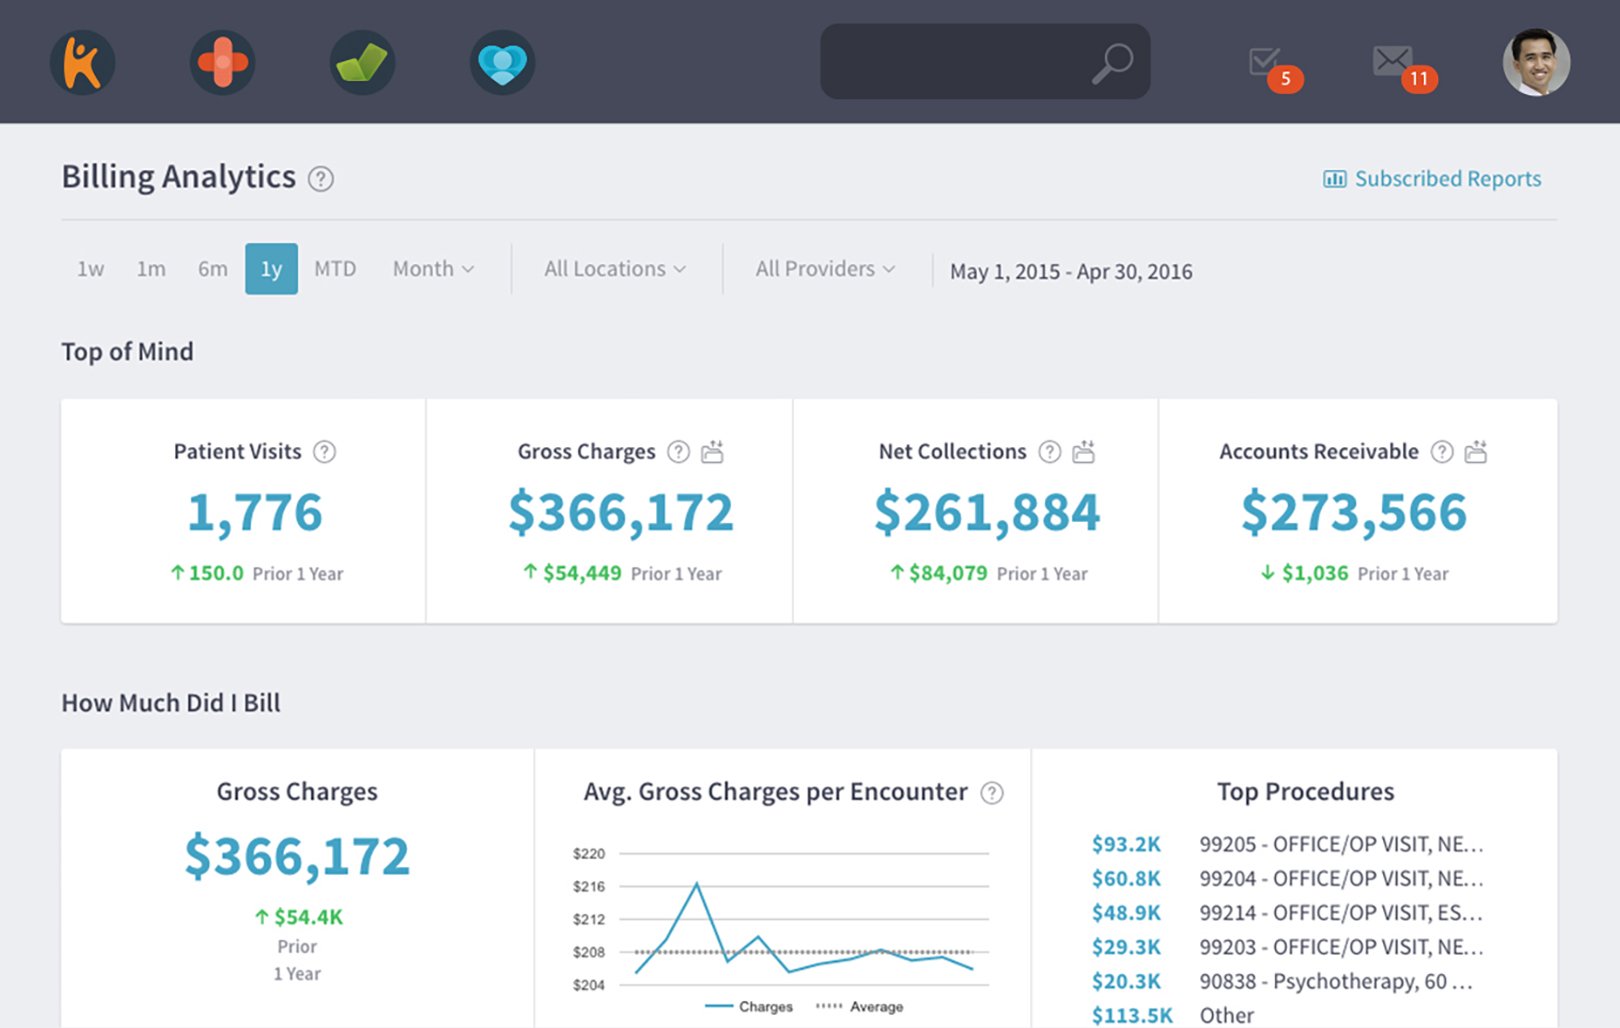 5
11
Billing Analytics ?
Subscribed Reports
1w 1m 6m 1y MTD Month All Locations All Providers May 1, 2015 - Apr 30, 2016
Top of Mind
Patient Visits ?
1,776
↑ 150.0 Prior 1 Year
Gross Charges ?
$366,172
↑ $54,449 Prior 1 Year
Net Collections ?
$261,884
↑ $84,079 Prior 1 Year
Accounts Receivable ?
$273,566
↓ $1,036 Prior 1 Year
How Much Did I Bill
Gross Charges
$366,172
↑ $54.4K
Prior
1 Year
Avg. Gross Charges per Encounter ?
$220
$216
$212
$208
$204
Charges Average
Top Procedures
$93.2K 99205 - OFFICE/OP VISIT, NE...
$60.8K 99204 - OFFICE/OP VISIT, NE...
$48.9K 99214 - OFFICE/OP VISIT, ES...
$29.3K 99203 - OFFICE/OP VISIT, NE...
$20.3K 90838 - Psychotherapy, 60 ...
$113.5K Other